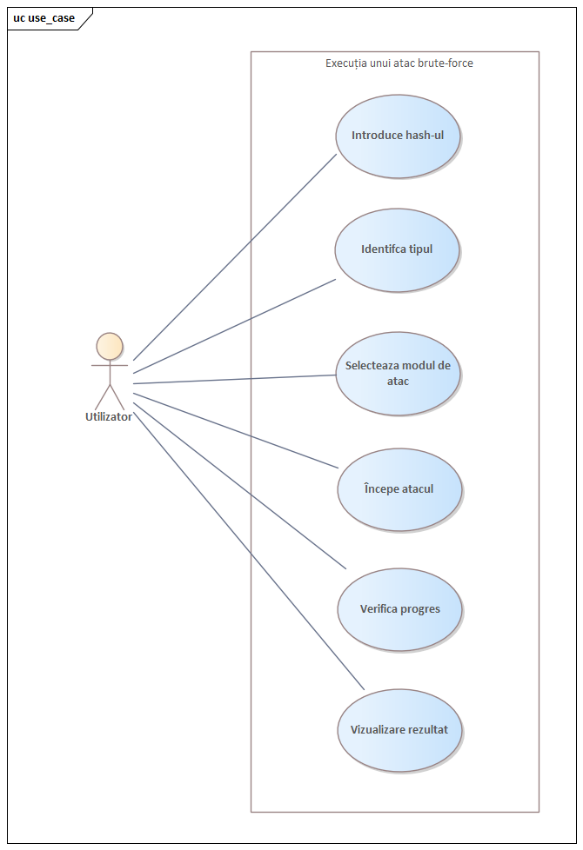 uc use_case
Execuția unui atac brute-force
Introduce hash-ul
Identifca tipul
Selecteaza modul de
atac
Utilizator
Începe atacul
Verifica progres
Vizualizare rezultat